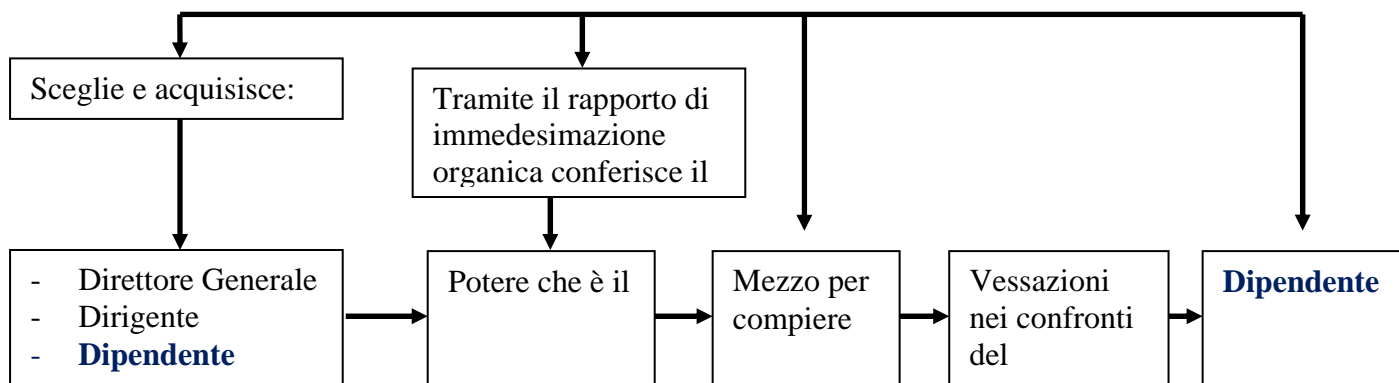 Sceglie e acquisisce:
Tramite il rapporto di
immedesimazione
organica conferisce il
- Direttore Generale
- Dirigente
- Dipendente
Potere che è il
Mezzo per
compiere
Vessazioni
nei confronti
del
Dipendente